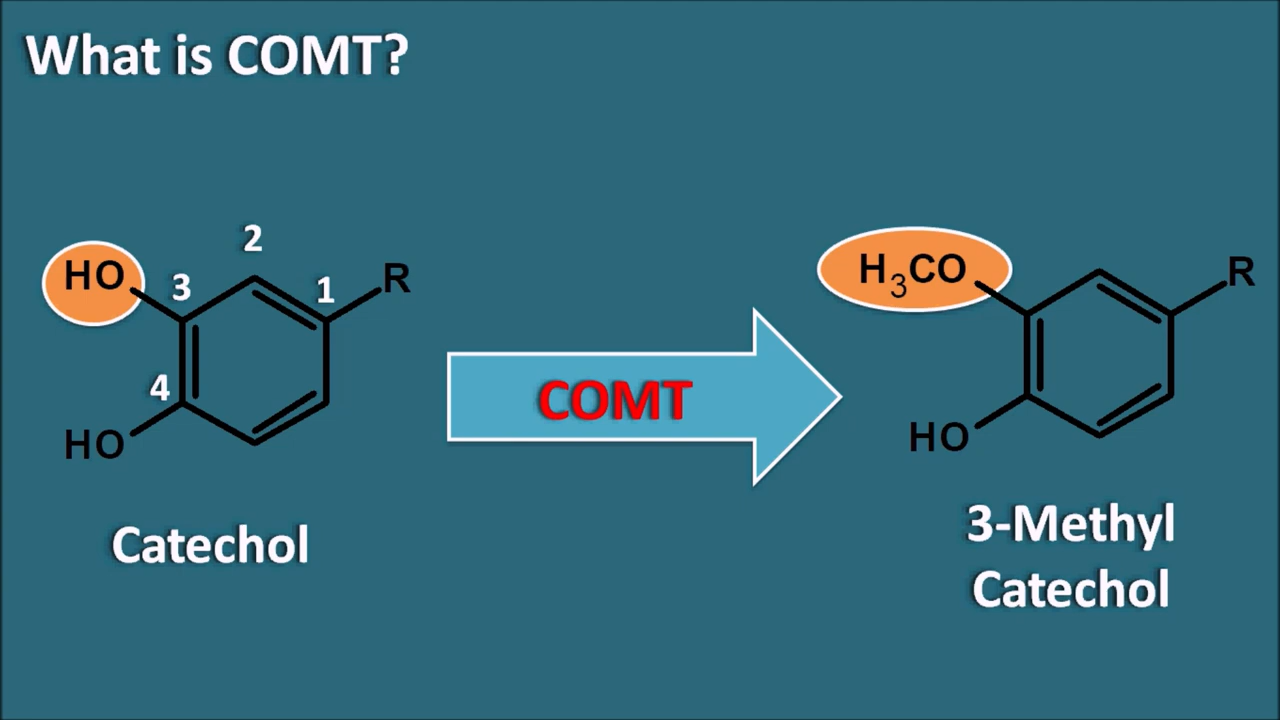 What is COMT?
2
HO
3
1
R
4
HO
COMT
H₃CO
R
HO
Catechol
3-Methyl
Catechol